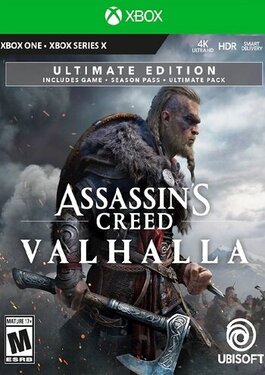 XBOX
XBOX ONE • XBOX SERIES X
4K
ULTRA HD
HDR
SMART
DELIVERY
ULTIMATE EDITION
INCLUDES GAME • SEASON PASS • ULTIMATE PACK
ASSASSIN'S
CREED
VALHALLA
MATURE 17+
M
ESRB
UBISOFT